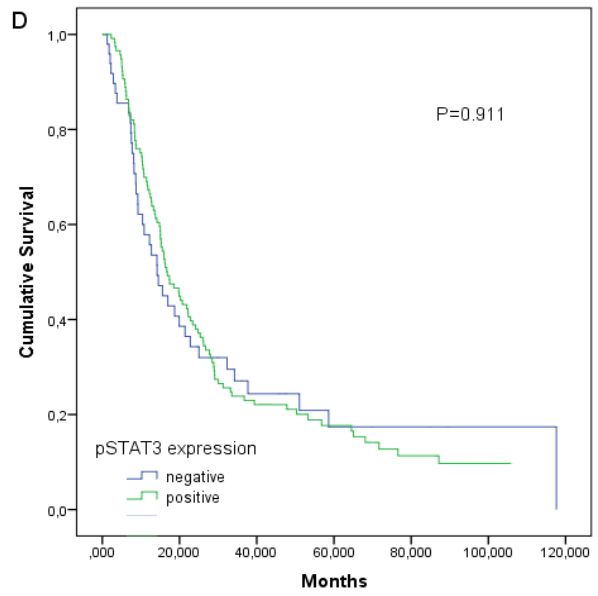 D
1,0
0,8
0,6
0,4
0,2
0,0
P=0.911
Cumulative Survival
pSTAT3 expression
negative
positive
,000 20,000 40,000 60,000 80,000 100,000 120,000
Months